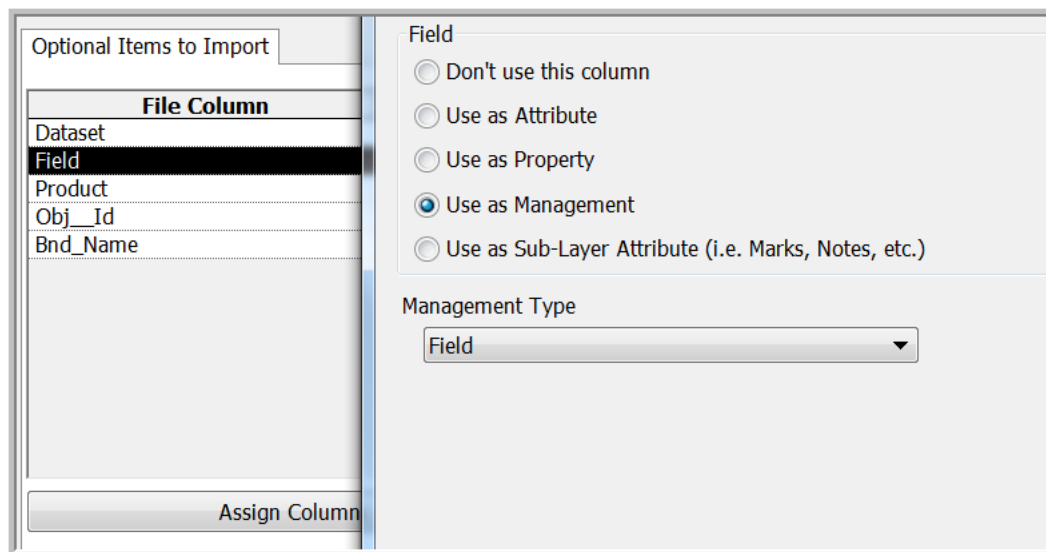 Optional Items to Import
File Column
Dataset
Field
Product
Obj__Id
Bnd_Name
Assign Column
Field
Don't use this column
Use as Attribute
Use as Property
Use as Management
Use as Sub-Layer Attribute (i.e. Marks, Notes, etc.)
Management Type
Field